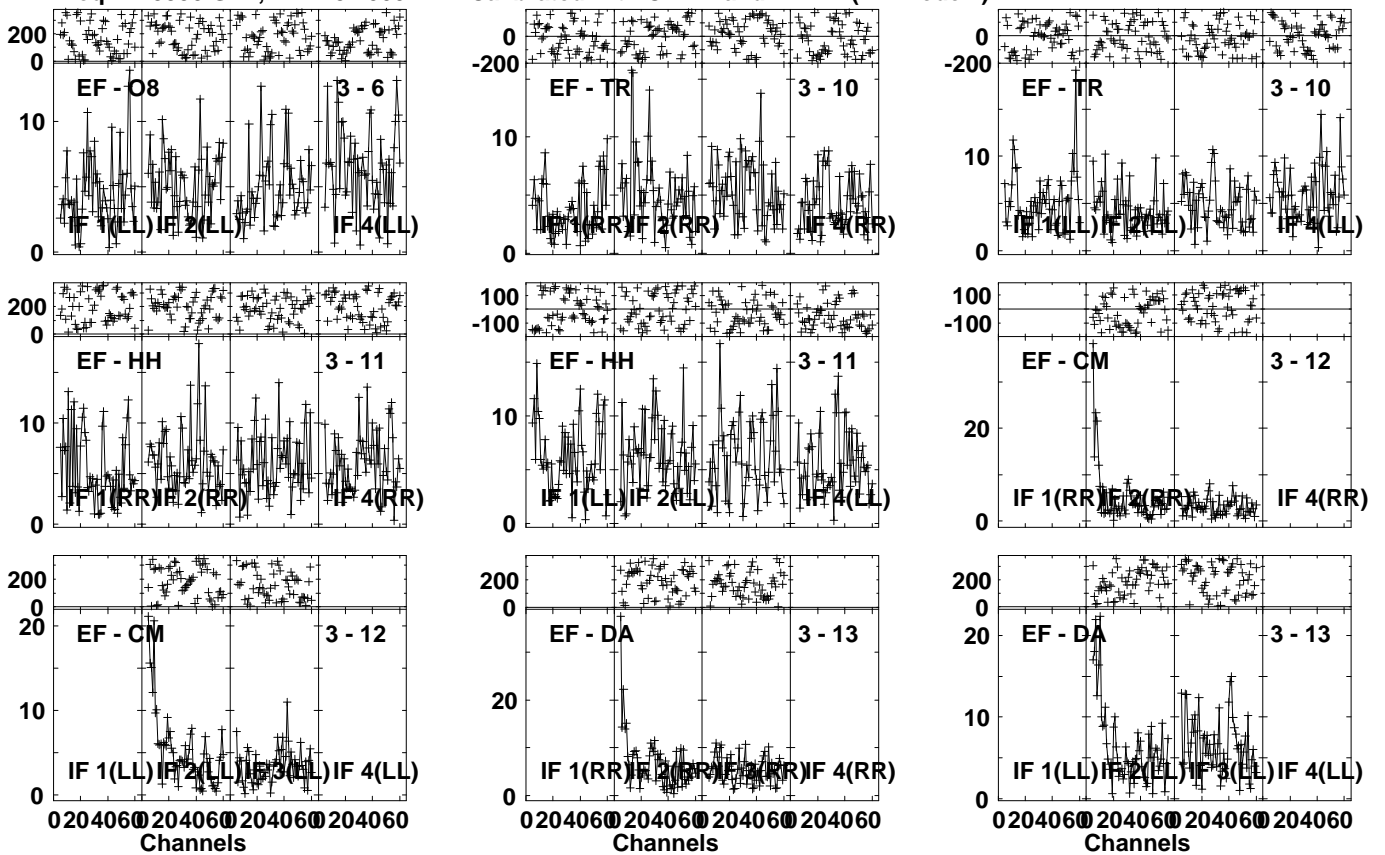 200
0
EF - O8
3 - 6
10
0
IF 1(LL)
IF 2(LL)
IF 4(LL)
0
-200
EF - TR
3 - 10
10
0
IF 1(RR)
IF 2(RR)
IF 4(RR)
0
-200
EF - TR
3 - 10
10
0
IF 1(LL)
IF 2(LL)
IF 4(LL)
200
0
EF - HH
3 - 11
10
0
IF 1(RR)
IF 2(RR)
IF 4(RR)
100
-100
EF - HH
3 - 11
10
0
IF 1(LL)
IF 2(LL)
IF 4(LL)
100
-100
EF - CM
3 - 12
20
0
IF 1(RR)
IF 2(RR)
IF 4(RR)
200
0
EF - CM
3 - 12
20
10
0
IF 1(LL)
IF 2(LL)
IF 3(LL)
IF 4(LL)
0 20 40 60 0 20 40 60 0 20 40 60 0 20 40 60
Channels
200
0
EF - DA
3 - 13
20
0
IF 1(RR)
IF 2(RR)
IF 3(RR)
IF 4(RR)
0 20 40 60 0 20 40 60 0 20 40 60 0 20 40 60
Channels
200
0
EF - DA
3 - 13
20
10
0
IF 1(LL)
IF 2(LL)
IF 3(LL)
IF 4(LL)
0 20 40 60 0 20 40 60 0 20 40 60 0 20 40 60
Channels